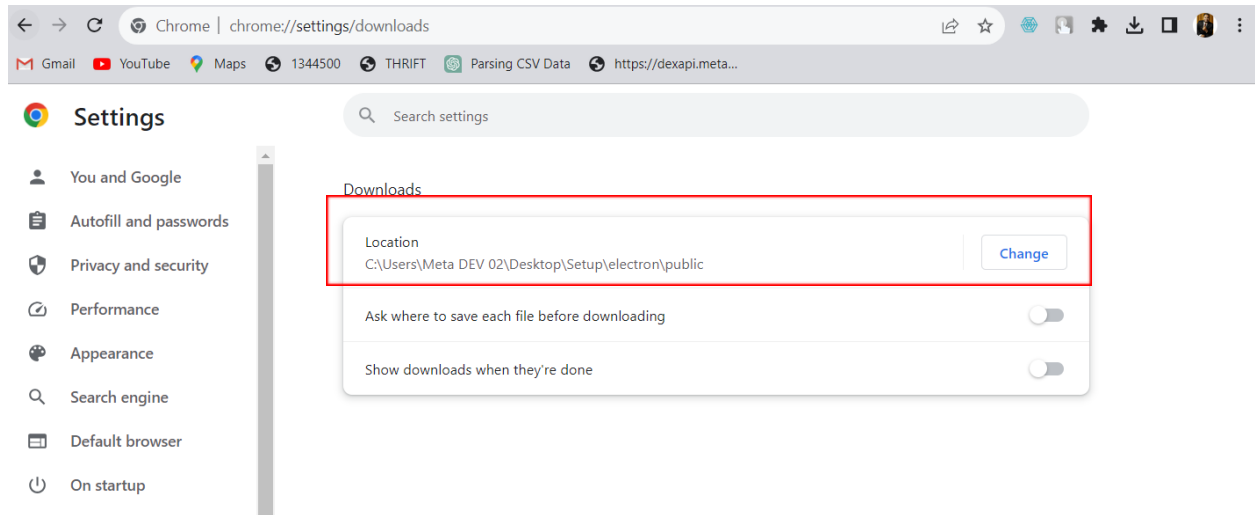 Chrome | chrome://settings/downloads
Gmail YouTube Maps 1344500 THRIFT Parsing CSV Data https://dexapi.meta...
Settings
Search settings
You and Google
Autofill and passwords
Privacy and security
Performance
Appearance
Search engine
Default browser
On startup
Downloads
Location
C:\Users\Meta DEV 02\Desktop\Setup\electron\public
Change
Ask where to save each file before downloading
Show downloads when they're done